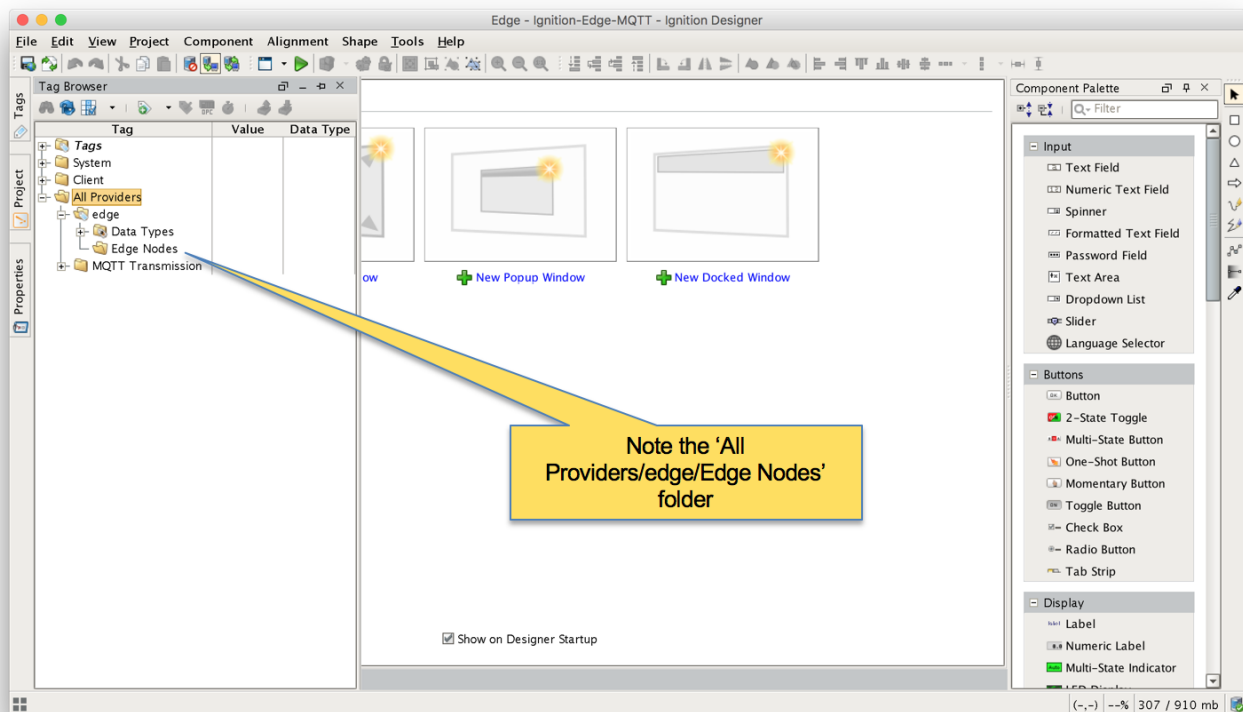 Edge - Ignition-Edge-MQTT - Ignition Designer
File Edit View Project Component Alignment Shape Tools Help
Tags
Project
Properties
Tag Browser
Tag Value Data Type
Tags
System
Client
All Providers
edge
Data Types
Edge Nodes
MQTT Transmission
ow
New Popup Window
New Docked Window
Note the ‘All
Providers/edge/Edge Nodes’
folder
Show on Designer Startup
Component Palette
Filter
Input
Text Field
Numeric Text Field
Spinner
Formatted Text Field
Password Field
Text Area
Dropdown List
Slider
Language Selector
Buttons
Button
2-State Toggle
Multi-State Button
One-Shot Button
Momentary Button
Toggle Button
Check Box
Radio Button
Tab Strip
Display
Label
Numeric Label
Multi-State Indicator
(-,-) --% 307 / 910 mb